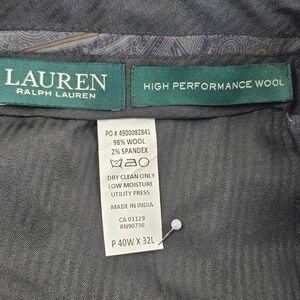 LAUREN
RALPH LAUREN
HIGH PERFORMANCE WOOL
PO # 4900082841
98% WOOL
2% SPANDEX
DRY CLEAN ONLY
LOW MOISTURE
UTILITY PRESS
MADE IN INDIA
CA 01129
RN90736
P 40W X 32L